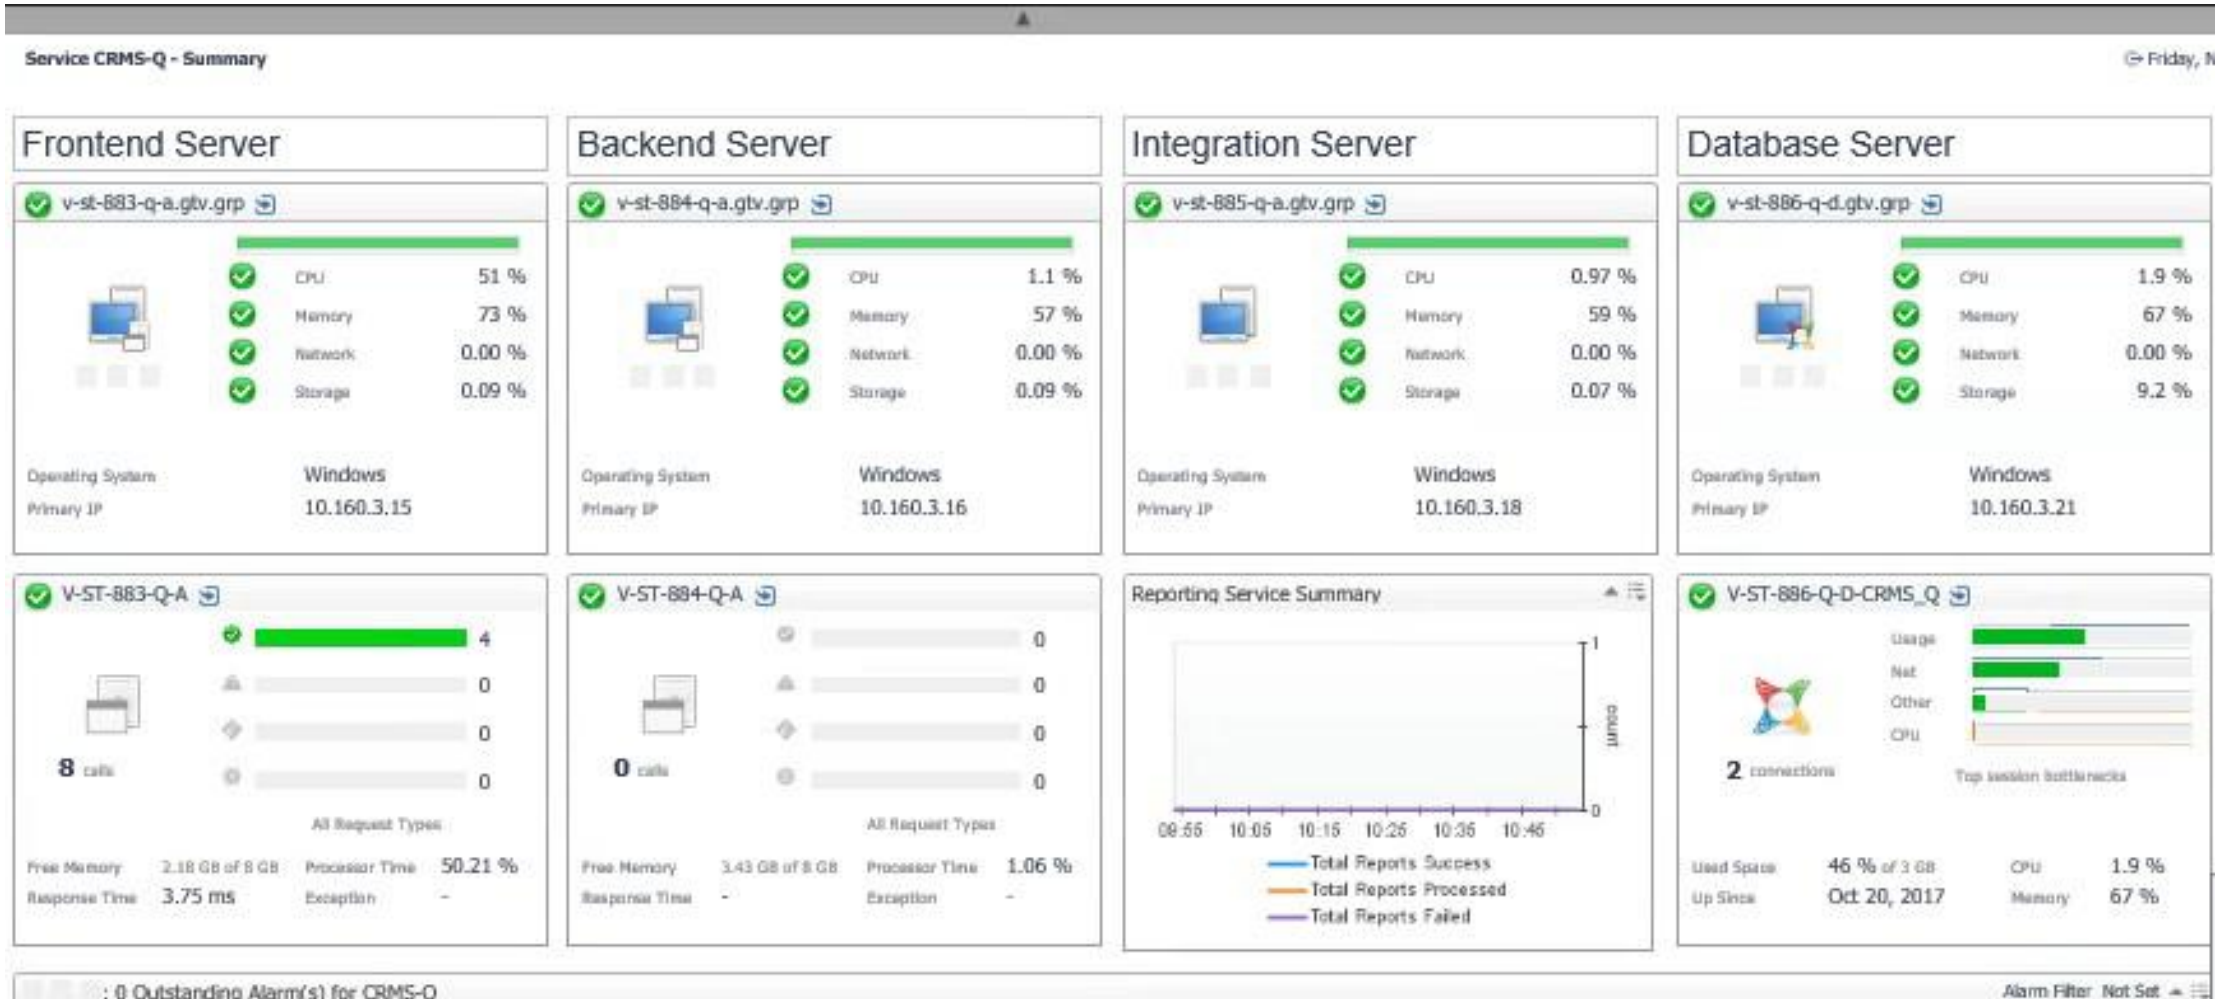 Service CRMS-Q - Summary
Friday, N
Frontend Server
v-st-883-q-a.gtv.grp
CPU 51 %
Memory 73 %
Network 0.00 %
Storage 0.09 %
Operating System Windows
Primary IP 10.160.3.15
Backend Server
v-st-884-q-a.gtv.grp
CPU 1.1 %
Memory 57 %
Network 0.00 %
Storage 0.09 %
Operating System Windows
Primary IP 10.160.3.16
Integration Server
v-st-885-q-a.gtv.grp
CPU 0.97 %
Memory 59 %
Network 0.00 %
Storage 0.07 %
Operating System Windows
Primary IP 10.160.3.18
Database Server
v-st-886-q-d.gtv.grp
CPU 1.9 %
Memory 67 %
Network 0.00 %
Storage 9.2 %
Operating System Windows
Primary IP 10.160.3.21
V-ST-883-Q-A
4
0
0
0
8 calls
All Request Types
Free Memory 2.18 GB of 8 GB Processor Time 50.21 %
Response Time 3.75 ms Exception -
V-ST-884-Q-A
0
0
0
0
0 calls
All Request Types
Free Memory 3.43 GB of 8 GB Processor Time 1.06 %
Response Time - Exception -
Reporting Service Summary
1
count
0
09:55 10:05 10:15 10:25 10:35 10:45
Total Reports Success
Total Reports Processed
Total Reports Failed
V-ST-886-Q-D-CRMS_Q
Usage
Net
Other
CPU
2 connections
Top session bottlenecks
Used Space 46 % of 3 GB CPU 1.9 %
Up Since Oct 20, 2017 Memory 67 %
: 0 Outstanding Alarm(s) for CRMS-Q
Alarm Filter Not Set